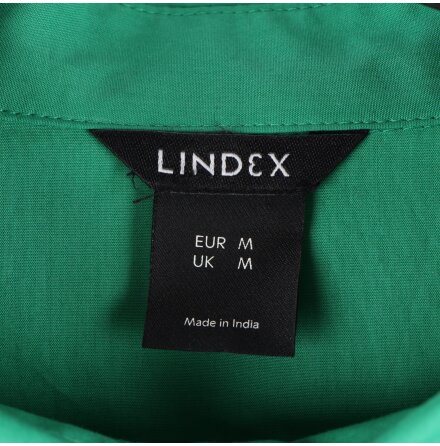 LINDEX
EUR M
UK M
Made in India